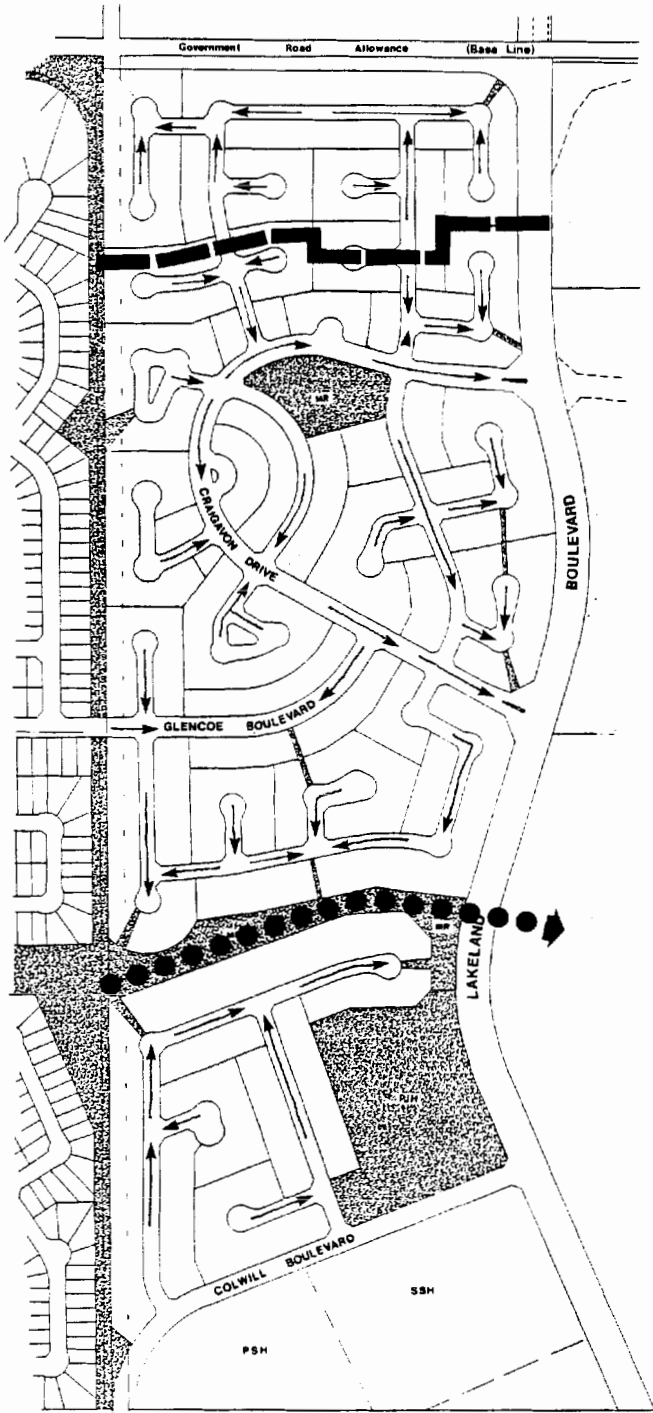 Government Road Allowance (Base Line)
MR
CRAIGAVON DRIVE
BOULEVARD
GLENCOE BOULEVARD
MR
LAKELAND
PJH
COLWILL BOULEVARD
SSH
PSH